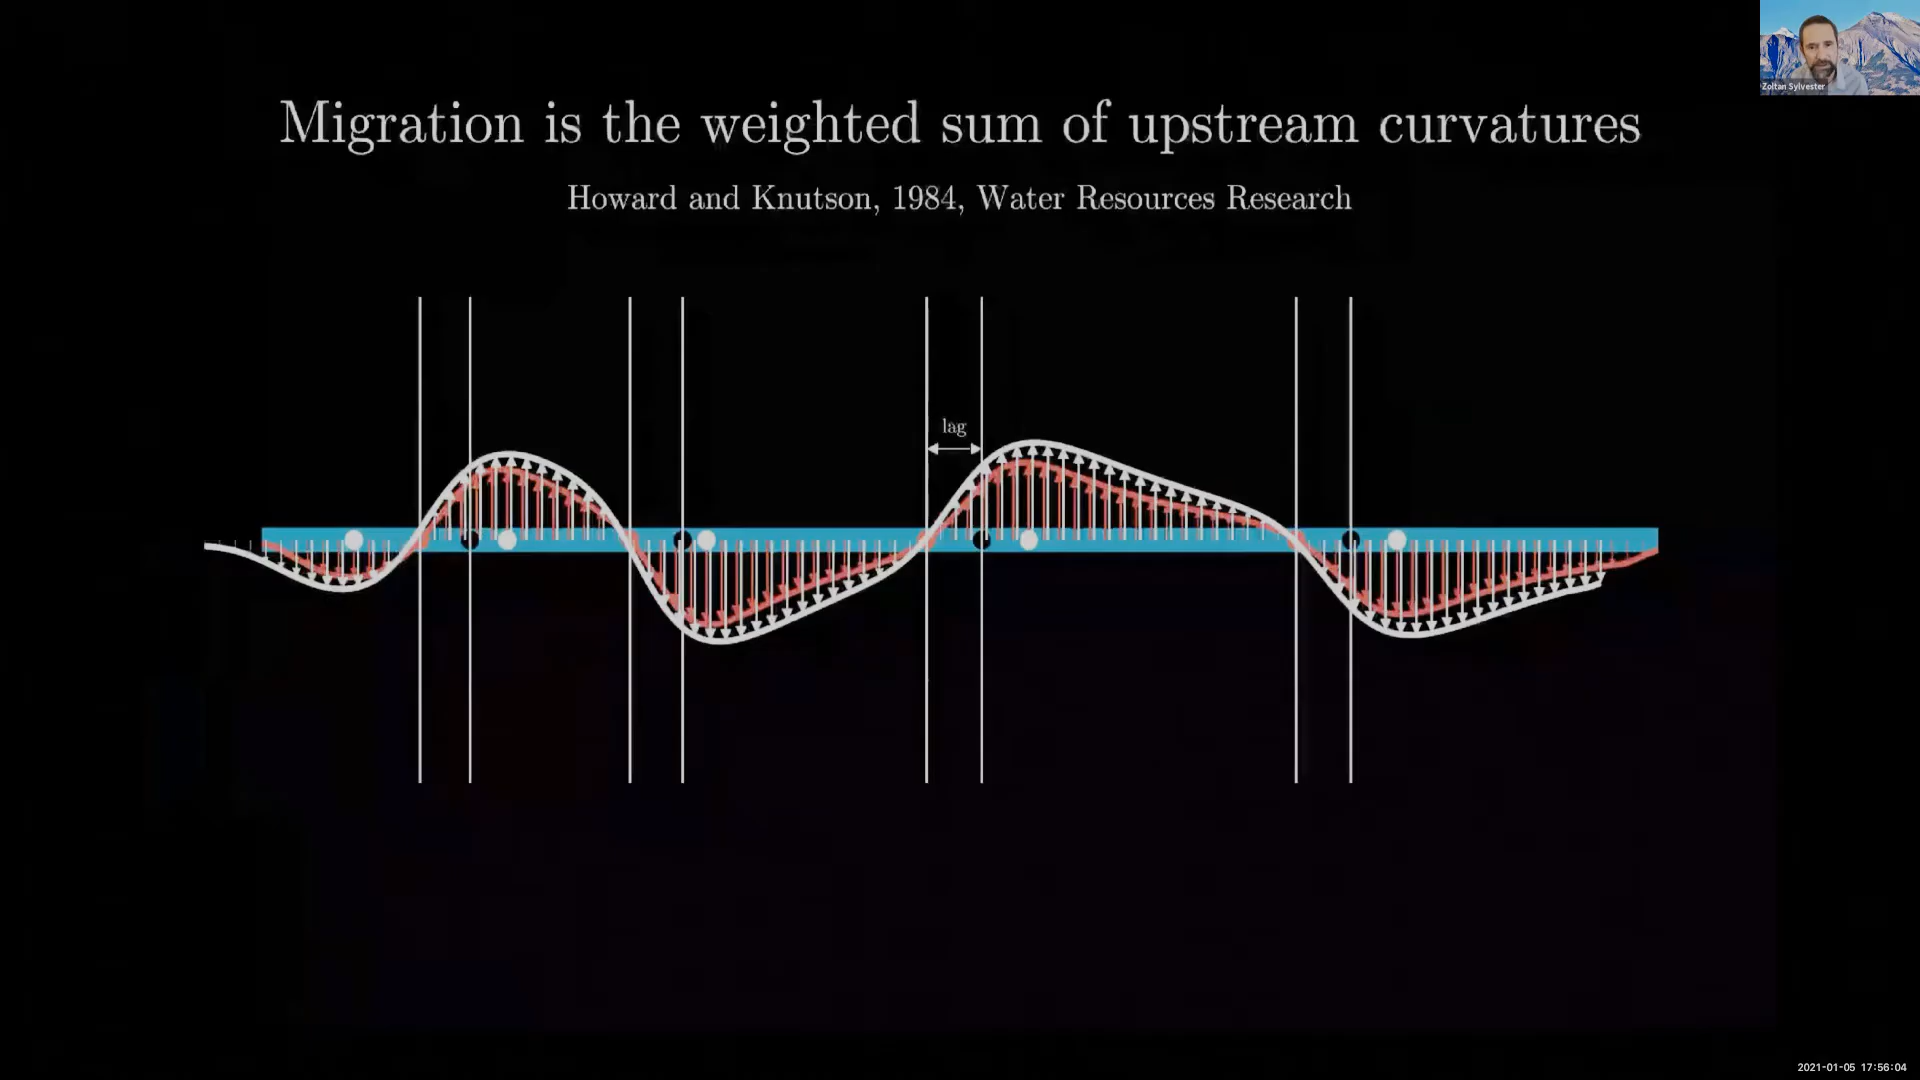 Zoltan Sylvester
Migration is the weighted sum of upstream curvatures
Howard and Knutson, 1984, Water Resources Research
lag
2021-01-05 17:56:04